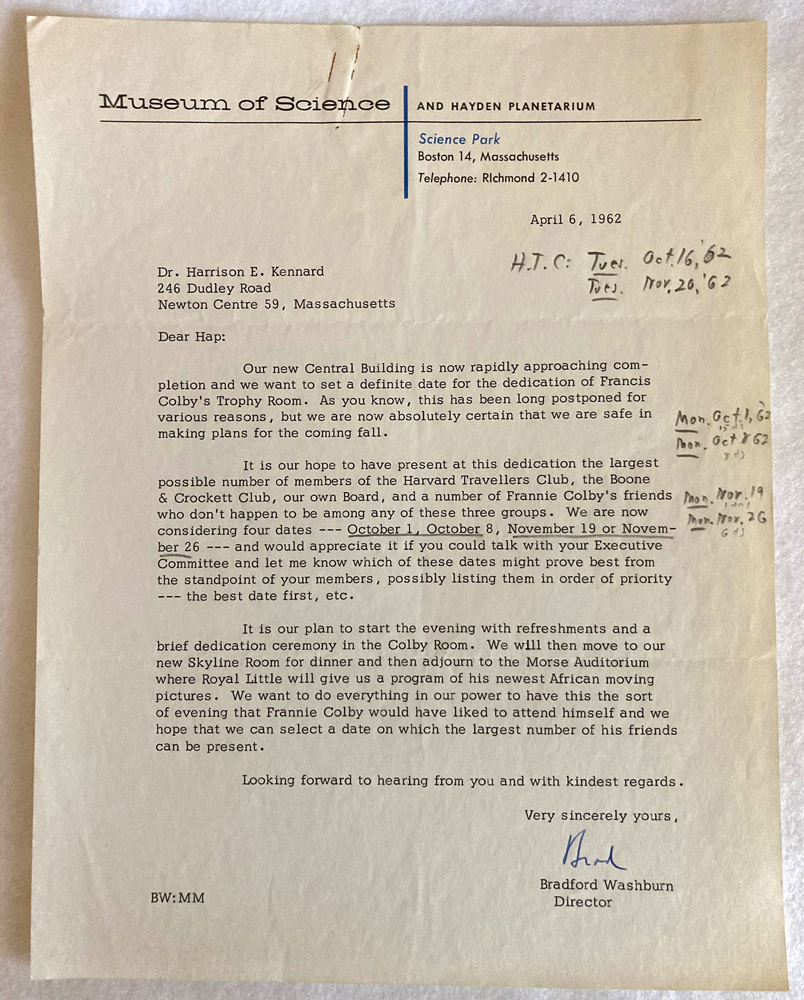 Museum of Science AND HAYDEN PLANETARIUM
Science Park
Boston 14, Massachusetts
Telephone: RIchmond 2-1410
April 6, 1962
H.T.C: Tues. Oct.16,'62
Tues. Nov.20,'62
Dr. Harrison E. Kennard
246 Dudley Road
Newton Centre 59, Massachusetts
Dear Hap:
Our new Central Building is now rapidly approaching com-
pletion and we want to set a definite date for the dedication of Francis
Colby's Trophy Room. As you know, this has been long postponed for
various reasons, but we are now absolutely certain that we are safe in
making plans for the coming fall.
Mon. Oct.1,'62
Mon. Oct 8 62
It is our hope to have present at this dedication the largest
possible number of members of the Harvard Travellers Club, the Boone
& Crockett Club, our own Board, and a number of Frannie Colby's friends
who don't happen to be among any of these three groups. We are now
considering four dates --- October 1, October 8, November 19 or Novem-
ber 26 --- and would appreciate it if you could talk with your Executive
Committee and let me know which of these dates might prove best from
the standpoint of your members, possibly listing them in order of priority
--- the best date first, etc.
Mon. Nov. 19
Mon. Nov. 26
It is our plan to start the evening with refreshments and a
brief dedication ceremony in the Colby Room. We will then move to our
new Skyline Room for dinner and then adjourn to the Morse Auditorium
where Royal Little will give us a program of his newest African moving
pictures. We want to do everything in our power to have this the sort
of evening that Frannie Colby would have liked to attend himself and we
hope that we can select a date on which the largest number of his friends
can be present.
Looking forward to hearing from you and with kindest regards.
Very sincerely yours,
Brad
Bradford Washburn
Director
BW:MM